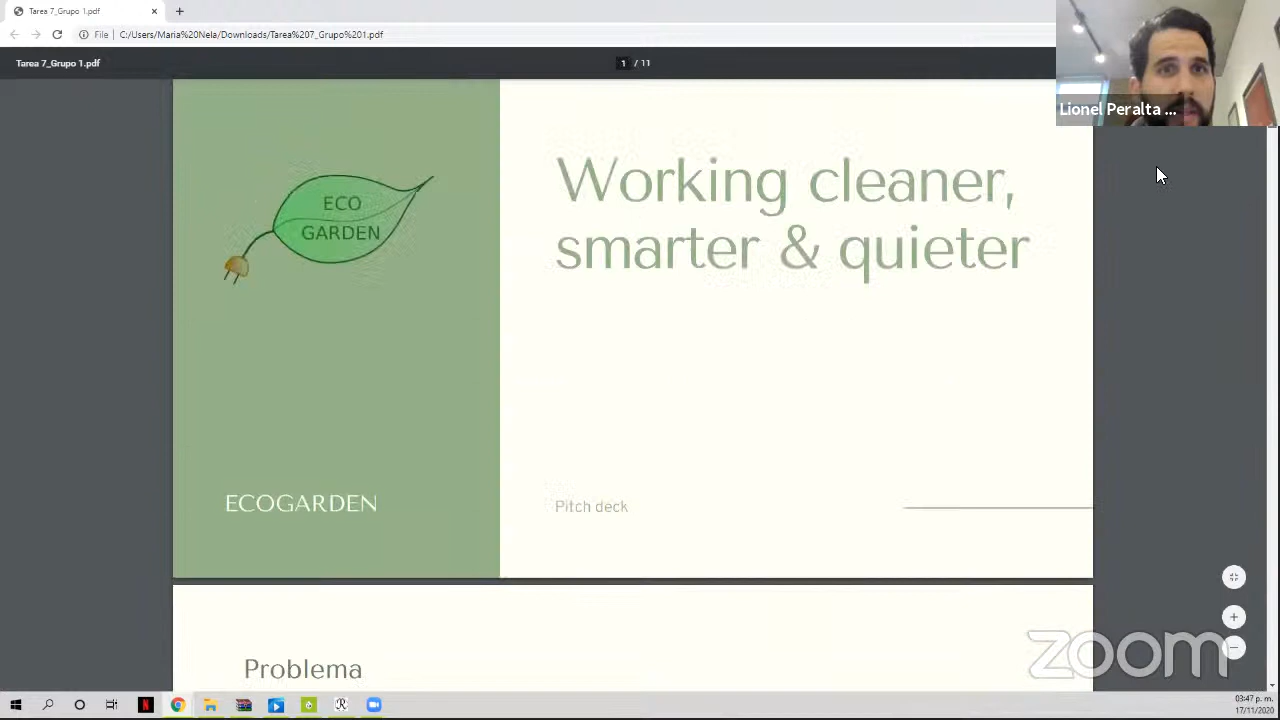 Tarea 7_Grupo 1.pdf
File
C:/Users/Maria%20Nela/Downloads/Tarea%207_Grupo%201.pdf
Tarea 7_Grupo 1.pdf
1 / 11
Lionel Peralta ...
ECO
GARDEN
Working cleaner,
smarter & quieter
ECOGARDEN
Pitch deck
Problema
zoom
03:47 p. m.
17/11/2020